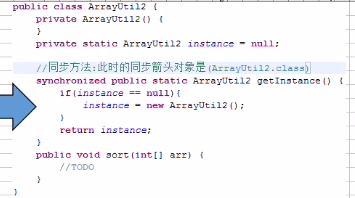 public class ArrayUtil2 {
private ArrayUtil2() {
}
private static ArrayUtil2 instance = null;
//同步方法:此时的同步箭头对象是(ArrayUtil2.class)
synchronized public static ArrayUtil2 getInstance() {
if(instance == null){
instance = new ArrayUtil2();
}
return instance;
}
public void sort(int[] arr) {
//TODO
}
}